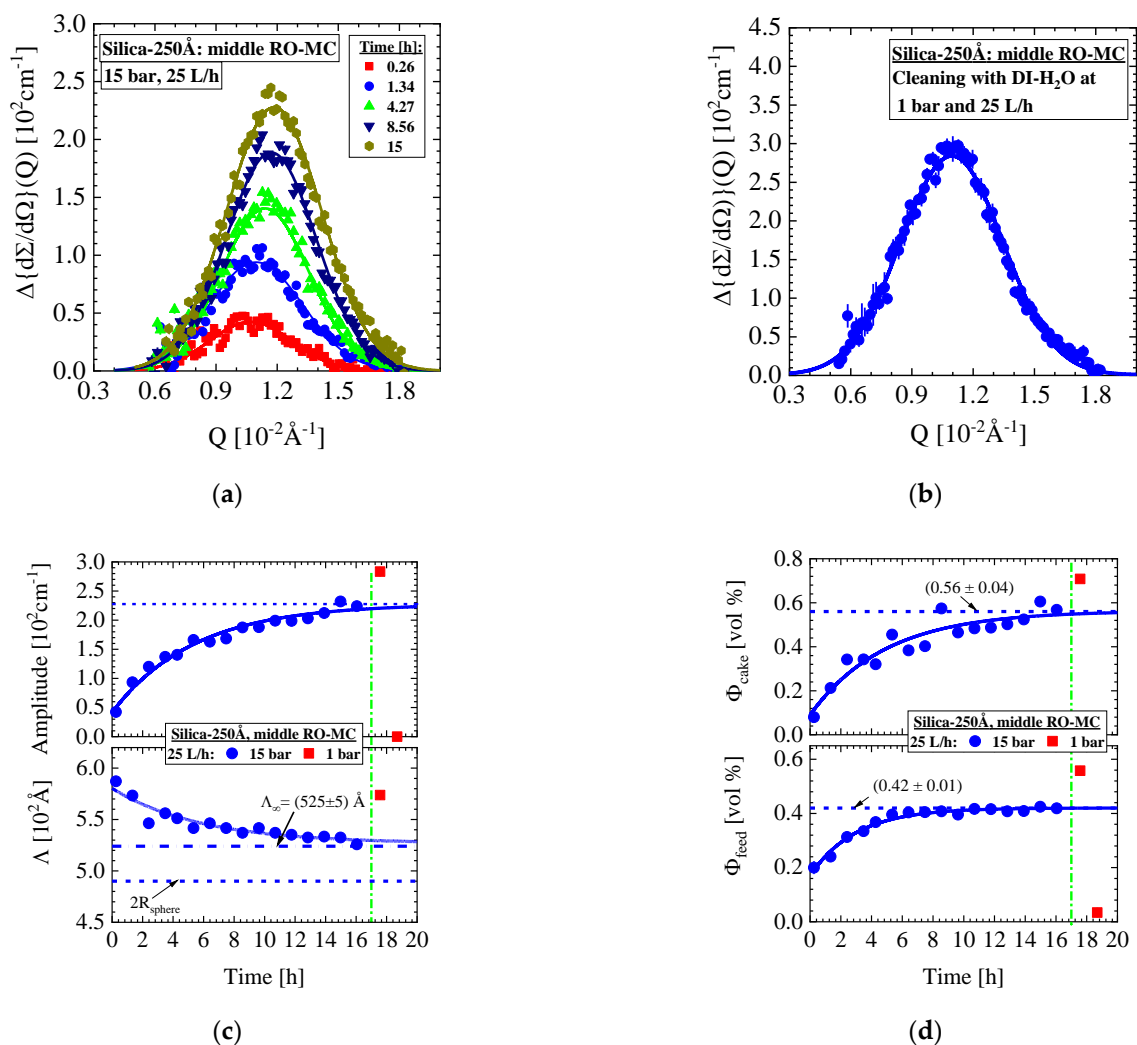 Silica-250Å: middle RO-MC
15 bar, 25 L/h
Time [h]:
0.26
1.34
4.27
8.56
15
Δ{dΣ/dΩ}(Q) [10²cm⁻¹]
3.0
2.5
2.0
1.5
1.0
0.5
0.0
0.3 0.6 0.9 1.2 1.5 1.8
Q [10⁻²Å⁻¹]
(a)
Silica-250Å: middle RO-MC
Cleaning with DI-H₂O at
1 bar and 25 L/h
Δ{dΣ/dΩ)}(Q) [10²cm⁻¹]
4.5
4.0
3.5
3.0
2.5
2.0
1.5
1.0
0.5
0.0
0.3 0.6 0.9 1.2 1.5 1.8
Q [10⁻²Å⁻¹]
(b)
Amplitude [10²cm⁻¹]
3.0
2.5
2.0
1.5
1.0
0.5
0.0
Silica-250Å, middle RO-MC
25 L/h: 15 bar 1 bar
Λ [10²Å]
6.0
5.5
5.0
4.5
Λ∞= (525±5) Å
2Rsphere
0 2 4 6 8 10 12 14 16 18 20
Time [h]
(c)
Φcake [vol %]
0.8
0.6
0.4
0.2
0.0
(0.56 ± 0.04)
Silica-250Å, middle RO-MC
25 L/h: 15 bar 1 bar
Φfeed [vol %]
0.6
0.4
0.2
0.0
(0.42 ± 0.01)
0 2 4 6 8 10 12 14 16 18 20
Time [h]
(d)